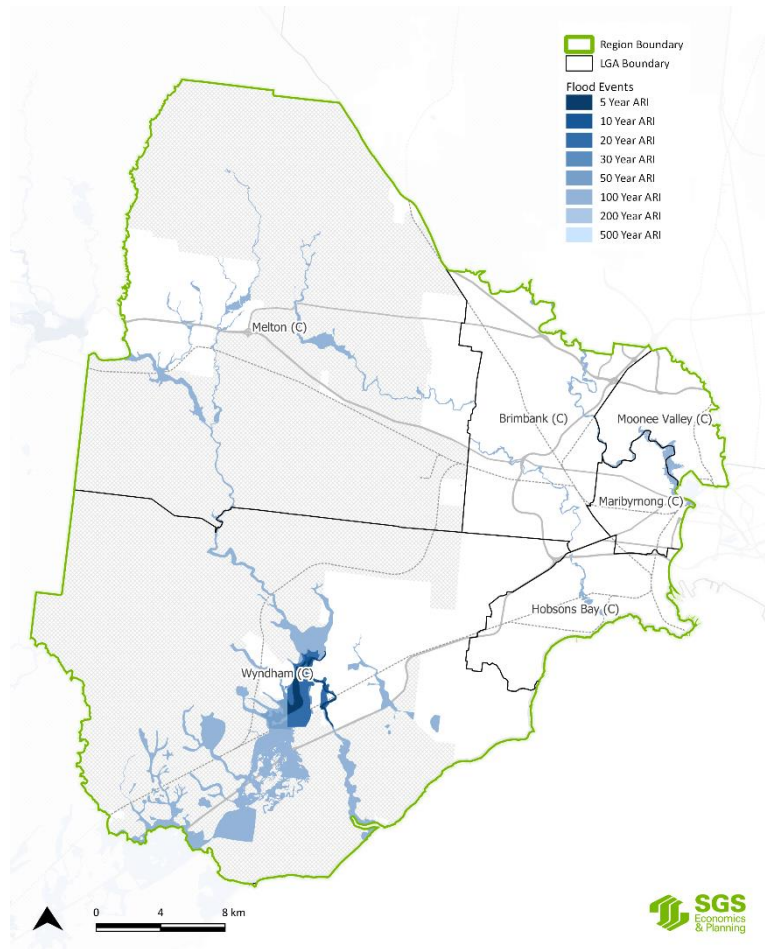 Region Boundary
LGA Boundary
Flood Events
5 Year ARI
10 Year ARI
20 Year ARI
30 Year ARI
50 Year ARI
100 Year ARI
200 Year ARI
500 Year ARI
Melton (C)
Brimbank (C)
Moonee Valley (C)
Maribyrnong (C)
Hobsons Bay (C)
Wyndham (C)
0 4 8 km
SGS
Economics
& Planning